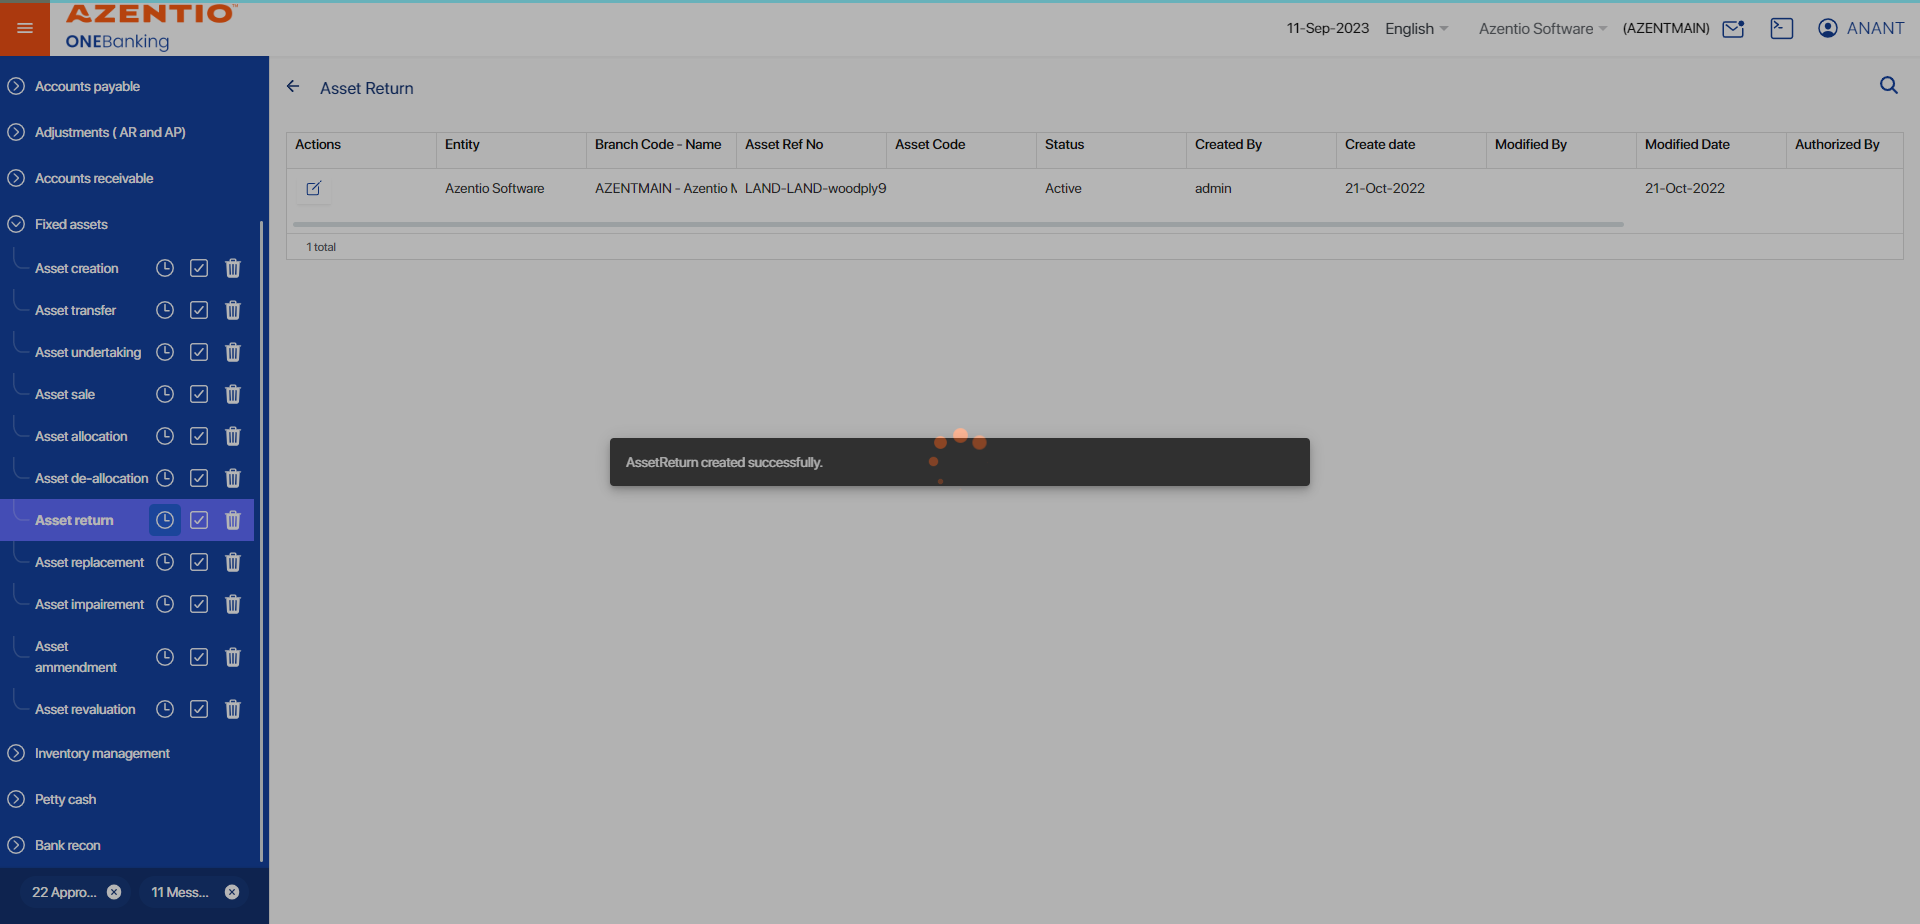 AZENTIO
ONEBanking
11-Sep-2023 English Azentio Software (AZENTMAIN) ANANT
Accounts payable
Adjustments ( AR and AP)
Accounts receivable
Fixed assets
Asset creation
Asset transfer
Asset undertaking
Asset sale
Asset allocation
Asset de-allocation
Asset return
Asset replacement
Asset impairement
Asset
ammendment
Asset revaluation
Inventory management
Petty cash
Bank recon
22 Appro... 11 Mess...
Asset Return
Actions Entity Branch Code - Name Asset Ref No Asset Code Status Created By Create date Modified By Modified Date Authorized By
Azentio Software AZENTMAIN - Azentio M LAND-LAND-woodply9 Active admin 21-Oct-2022 21-Oct-2022
1 total
AssetReturn created successfully.